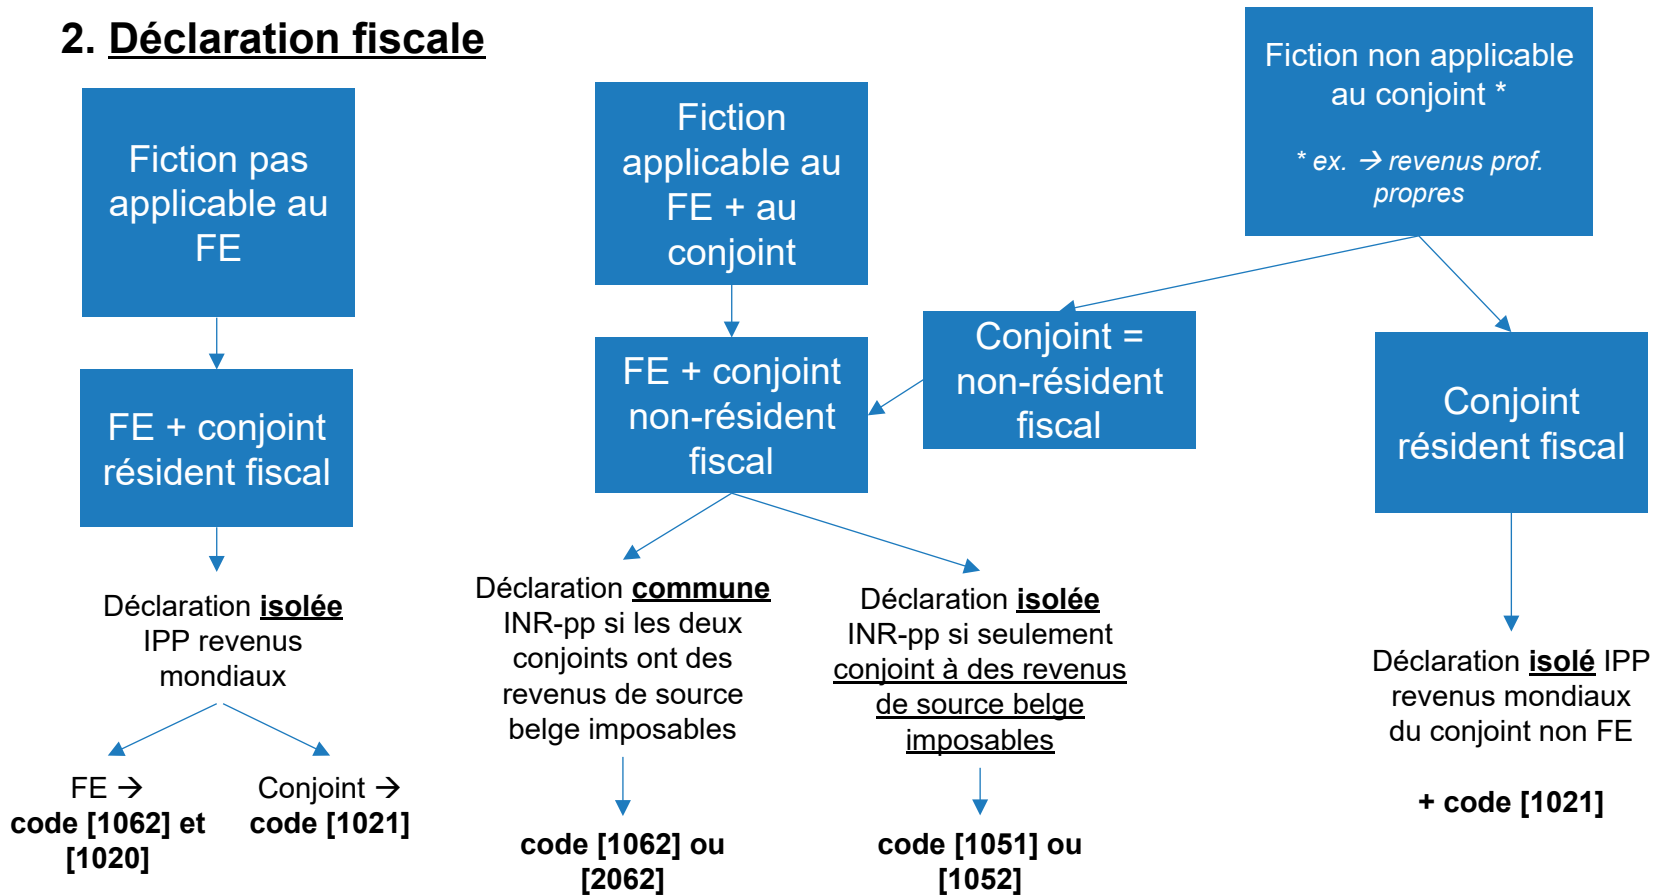 2. Déclaration fiscale
Fiction pas
applicable au
FE
FE + conjoint
résident fiscal
Déclaration isolée
IPP revenus
mondiaux
FE →
code [1062] et
[1020]
Conjoint →
code [1021]
Fiction
applicable au
FE + au
conjoint
FE + conjoint
non-résident
fiscal
Déclaration commune
INR-pp si les deux
conjoints ont des
revenus de source
belge imposables
code [1062] ou
[2062]
Déclaration isolée
INR-pp si seulement
conjoint à des revenus
de source belge
imposables
code [1051] ou
[1052]
Fiction non applicable
au conjoint *
* ex. → revenus prof.
propres
Conjoint =
non-résident
fiscal
Conjoint
résident fiscal
Déclaration isolé IPP
revenus mondiaux
du conjoint non FE
+ code [1021]